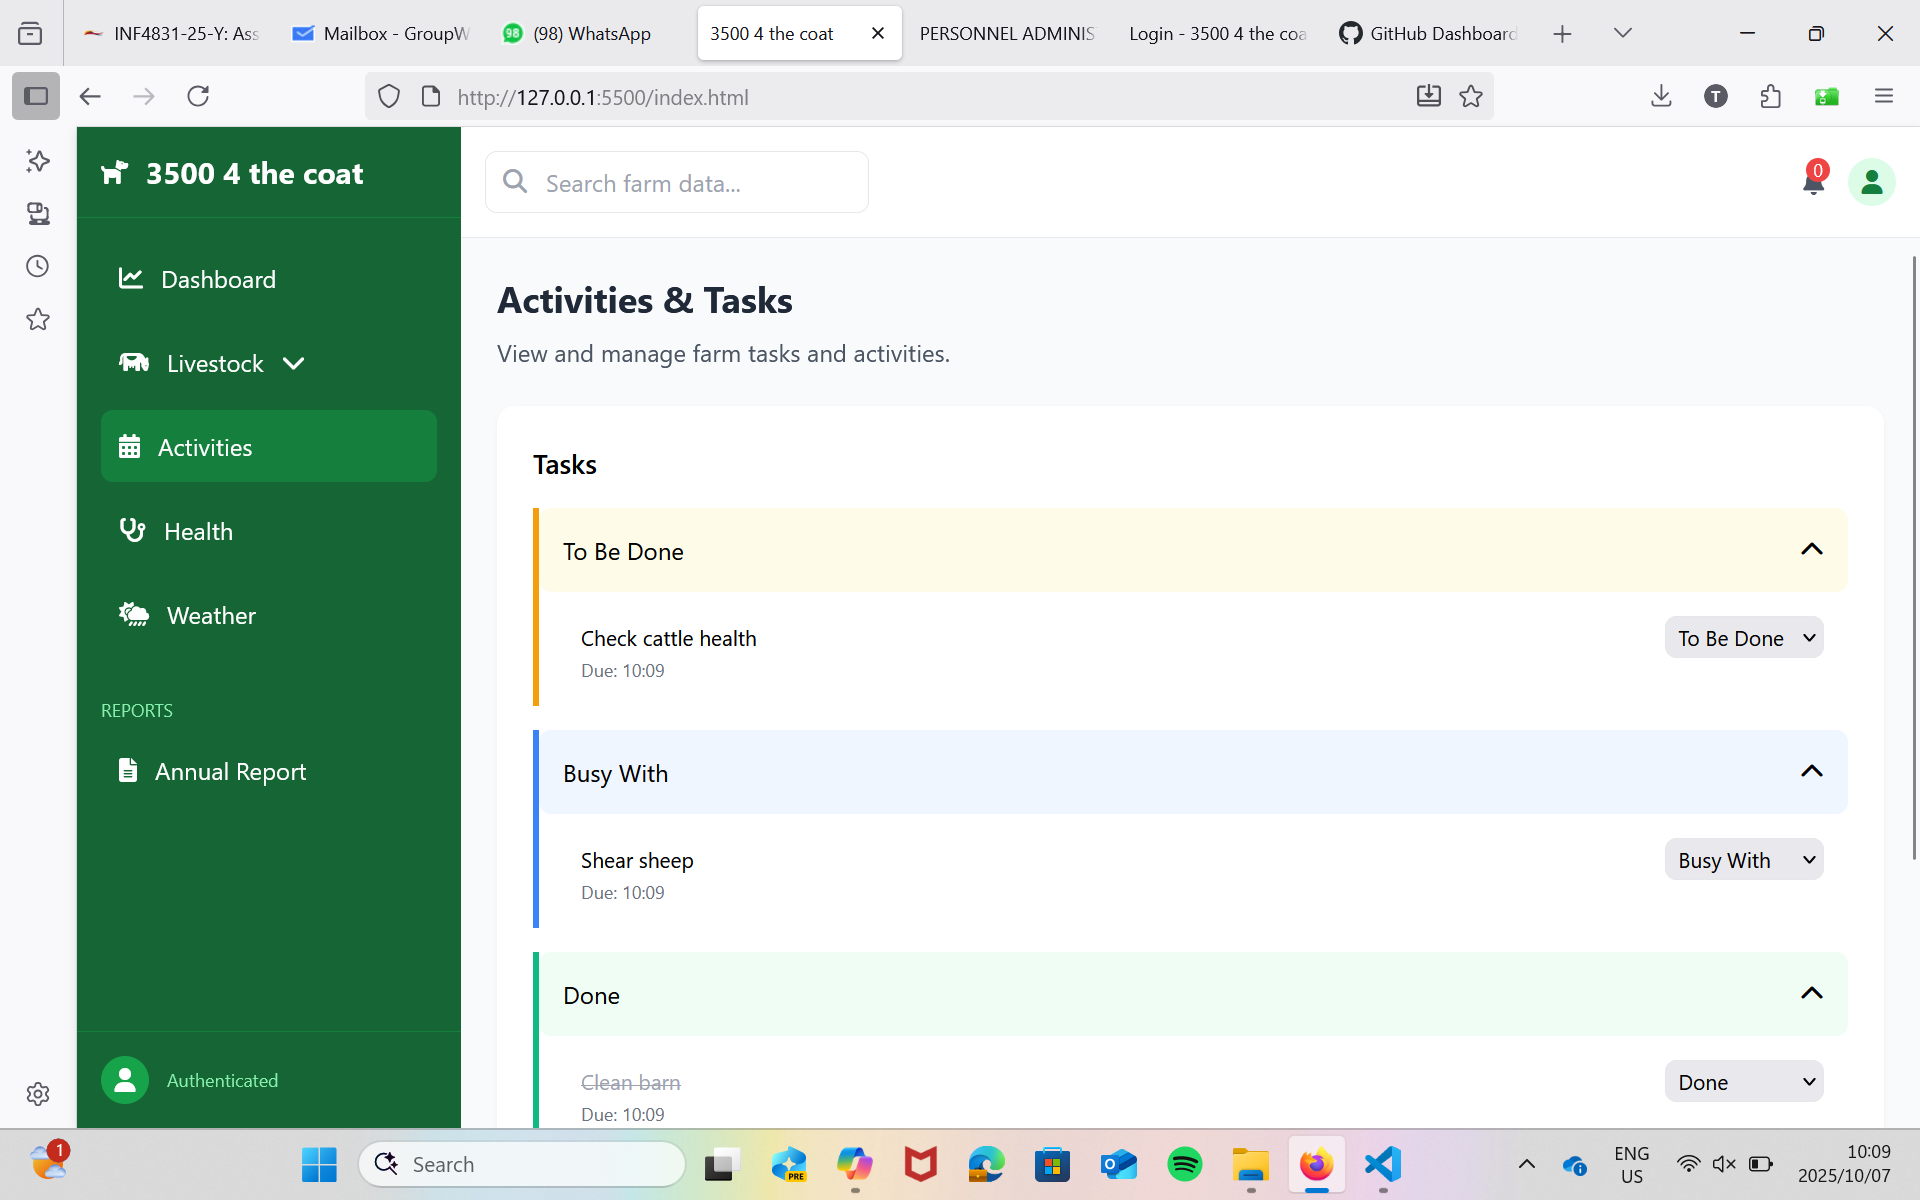 INF4831-25-Y: Ass
Mailbox - GroupW
98
(98) WhatsApp
3500 4 the coat
PERSONNEL ADMINIS
Login - 3500 4 the coa
GitHub Dashboard
http://127.0.0.1:5500/index.html
T
3500 4 the coat
Search farm data...
0
Dashboard
Livestock
Activities
Health
Weather
REPORTS
Annual Report
Authenticated
Activities & Tasks
View and manage farm tasks and activities.
Tasks
To Be Done
Check cattle health
To Be Done
Due: 10:09
Busy With
Shear sheep
Busy With
Due: 10:09
Done
Clean barn
Done
Due: 10:09
1
Search
PRE
ENG
US
10:09
2025/10/07